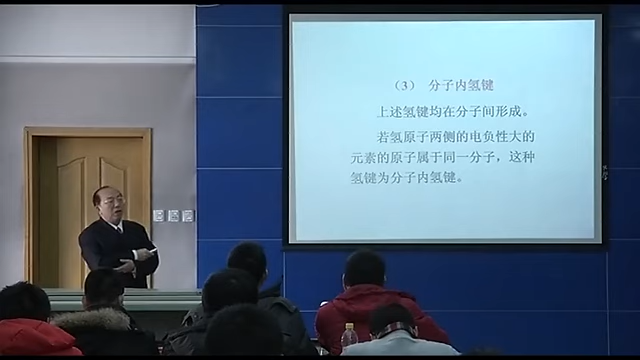 （3） 分子内氢键
上述氢键均在分子间形成。
若氢原子两侧的电负性大的
元素的原子属于同一分子，这种
氢键为分子内氢键。